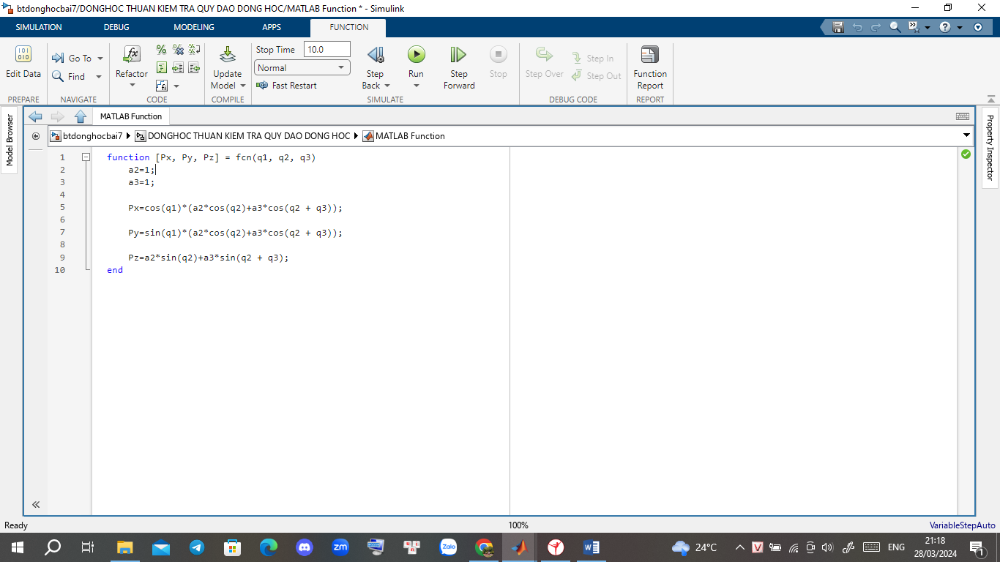 btdonghocbai7/DONGHOC THUAN KIEM TRA QUY DAO DONG HOC/MATLAB Function * - Simulink
SIMULATION DEBUG MODELING APPS FUNCTION
Edit Data
Go To
Find
Refactor
Update Model
Stop Time 10.0
Normal
Fast Restart
Step Back
Run
Step Forward
Stop
Step Over
Step In
Step Out
Function Report
PREPARE NAVIGATE CODE COMPILE SIMULATE DEBUG CODE REPORT
Model Browser
MATLAB Function
Property Inspector
btdonghocbai7 DONGHOC THUAN KIEM TRA QUY DAO DONG HOC MATLAB Function
1 function [Px, Py, Pz] = fcn(q1, q2, q3)
2 a2=1;
3 a3=1;
4
5 Px=cos(q1)*(a2*cos(q2)+a3*cos(q2 + q3));
6
7 Py=sin(q1)*(a2*cos(q2)+a3*cos(q2 + q3));
8
9 Pz=a2*sin(q2)+a3*sin(q2 + q3);
10 end
Ready 100% VariableStepAuto
zm Zalo 24°C V ENG 21:18
28/03/2024 1